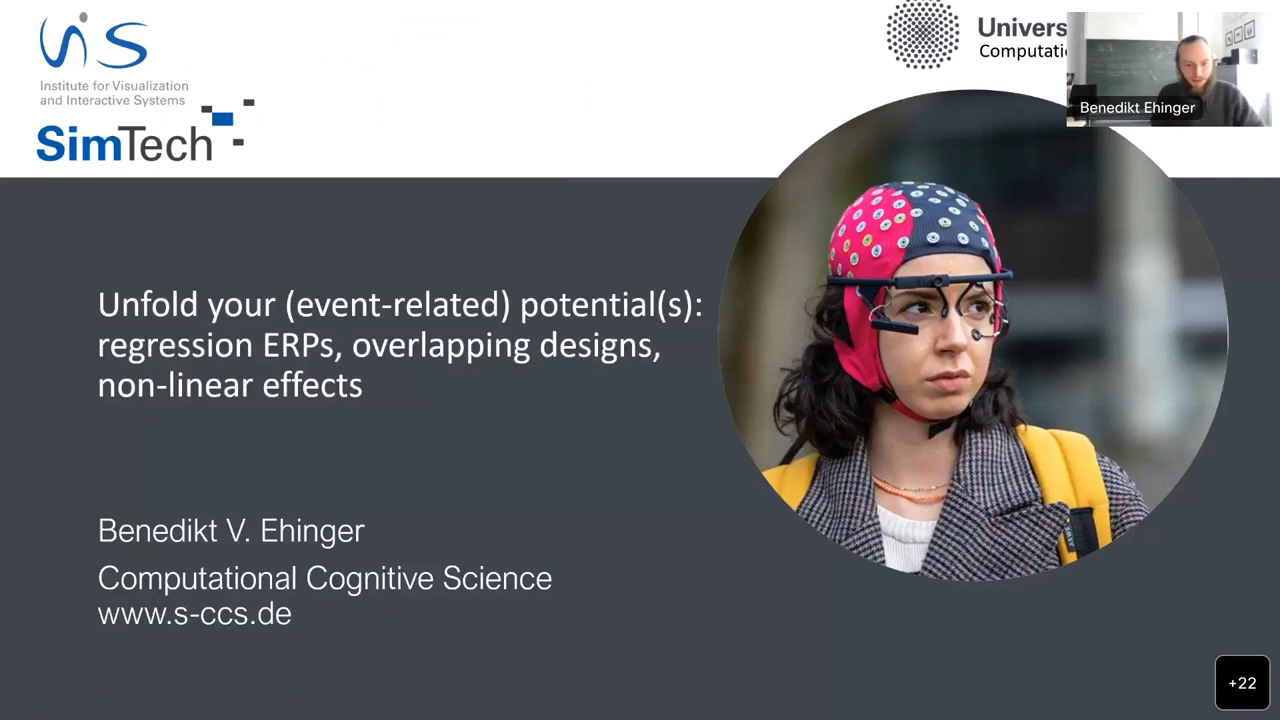 VIS
Institute for Visualization
and Interactive Systems
SimTech
Benedikt Ehinger
Unfold your (event-related) potential(s):
regression ERPs, overlapping designs,
non-linear effects
Benedikt V. Ehinger
Computational Cognitive Science
www.s-ccs.de
+22